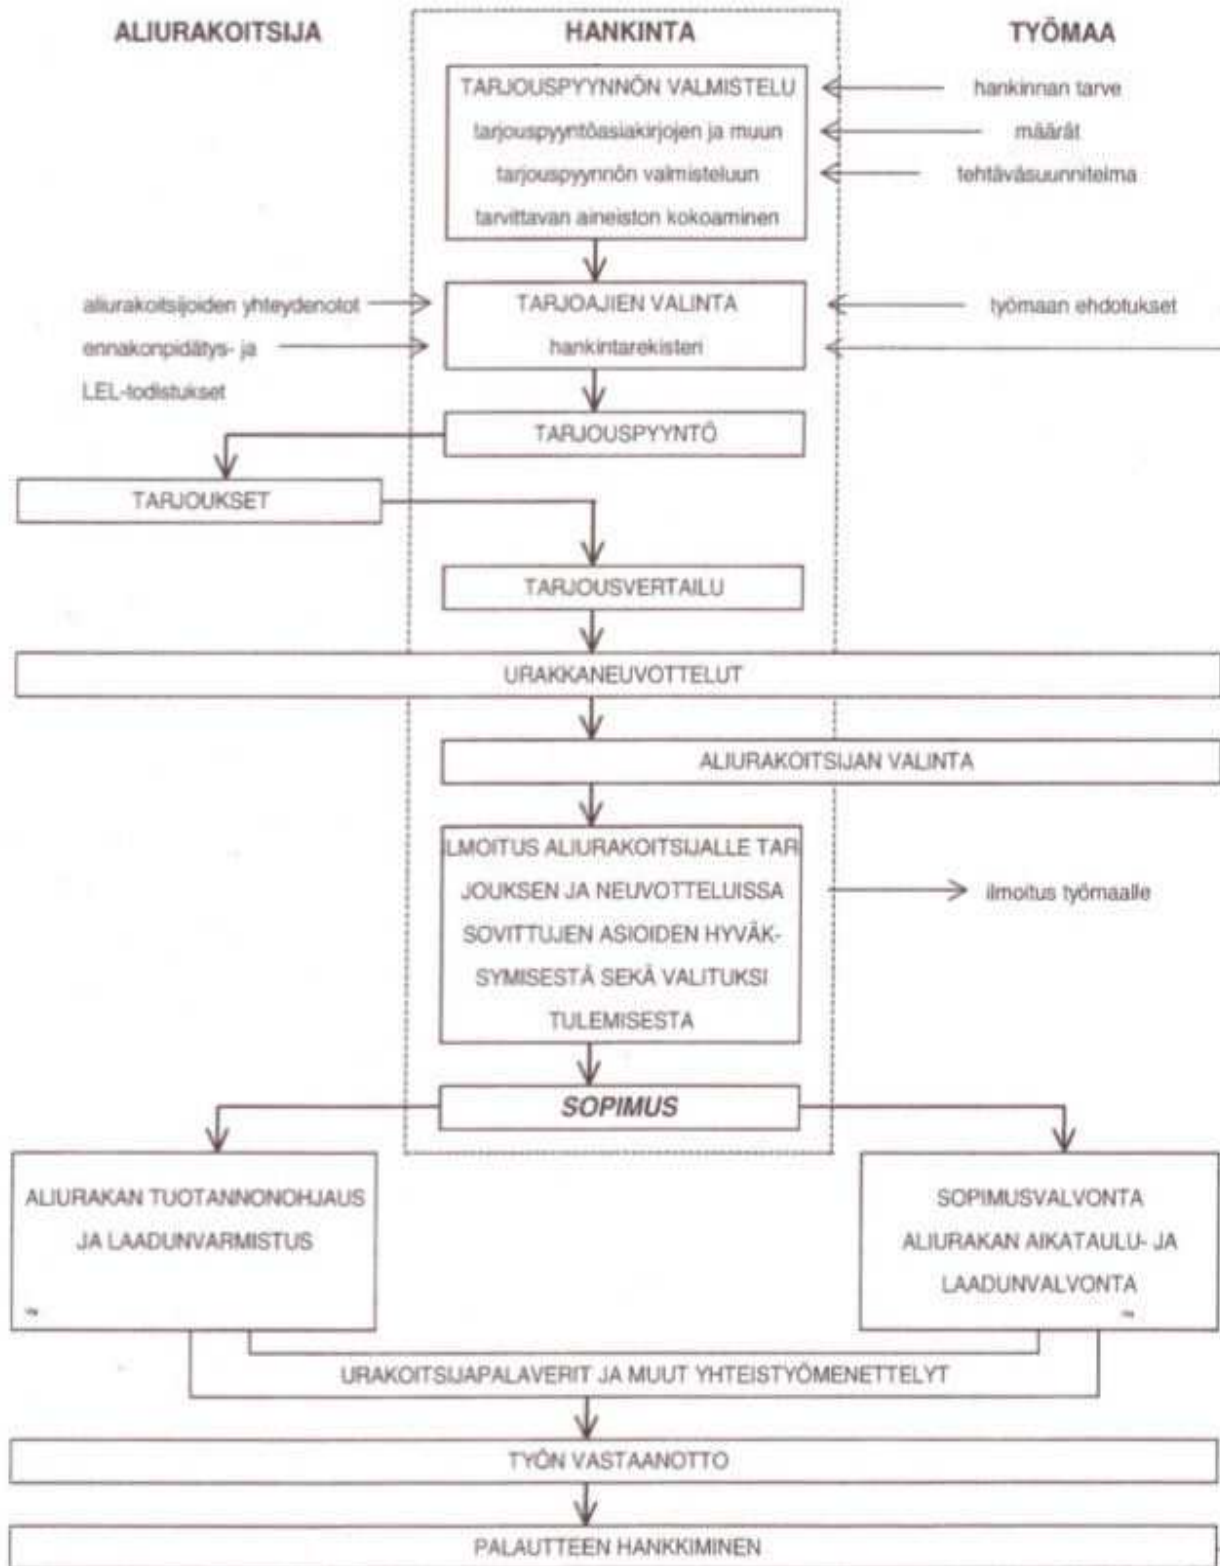 ALIURAKOITSIJA
HANKINTA
TYÖMAA
TARJOUSPYYNNÖN VALMISTELU
hankinnan tarve
tarjouspyyntöasiakirjojen ja muun
määrät
tarjouspyynnön valmisteluun
tehtäväsuunnitelma
tarvittavan aineiston kokoaminen
aliurakoitsijoiden yhteydenotot
TARJOAJIEN VALINTA
työmaan ehdotukset
ennakonpidätys- ja
hankintarekisteri
LEL-todistukset
TARJOUSPYYNTÖ
TARJOUKSET
TARJOUSVERTAILU
URAKKANEUVOTTELUT
ALIURAKOITSIJAN VALINTA
ILMOITUS ALIURAKOITSIJALLE TAR
JOUKSEN JA NEUVOTTELUISSA
ilmoitus työmaalle
SOVITTUJEN ASIOIDEN HYVÄK-
SYMISESTÄ SEKÄ VALITUKSI
TULEMISESTA
SOPIMUS
ALIURAKAN TUOTANNONOHJAUS
JA LAADUNVARMISTUS
SOPIMUSVALVONTA
ALIURAKAN AIKATAULU- JA
LAADUNVALVONTA
URAKOITSIJAPALAVERIT JA MUUT YHTEISTYÖMENETTELYT
TYÖN VASTAANOTTO
PALAUTTEEN HANKKIMINEN